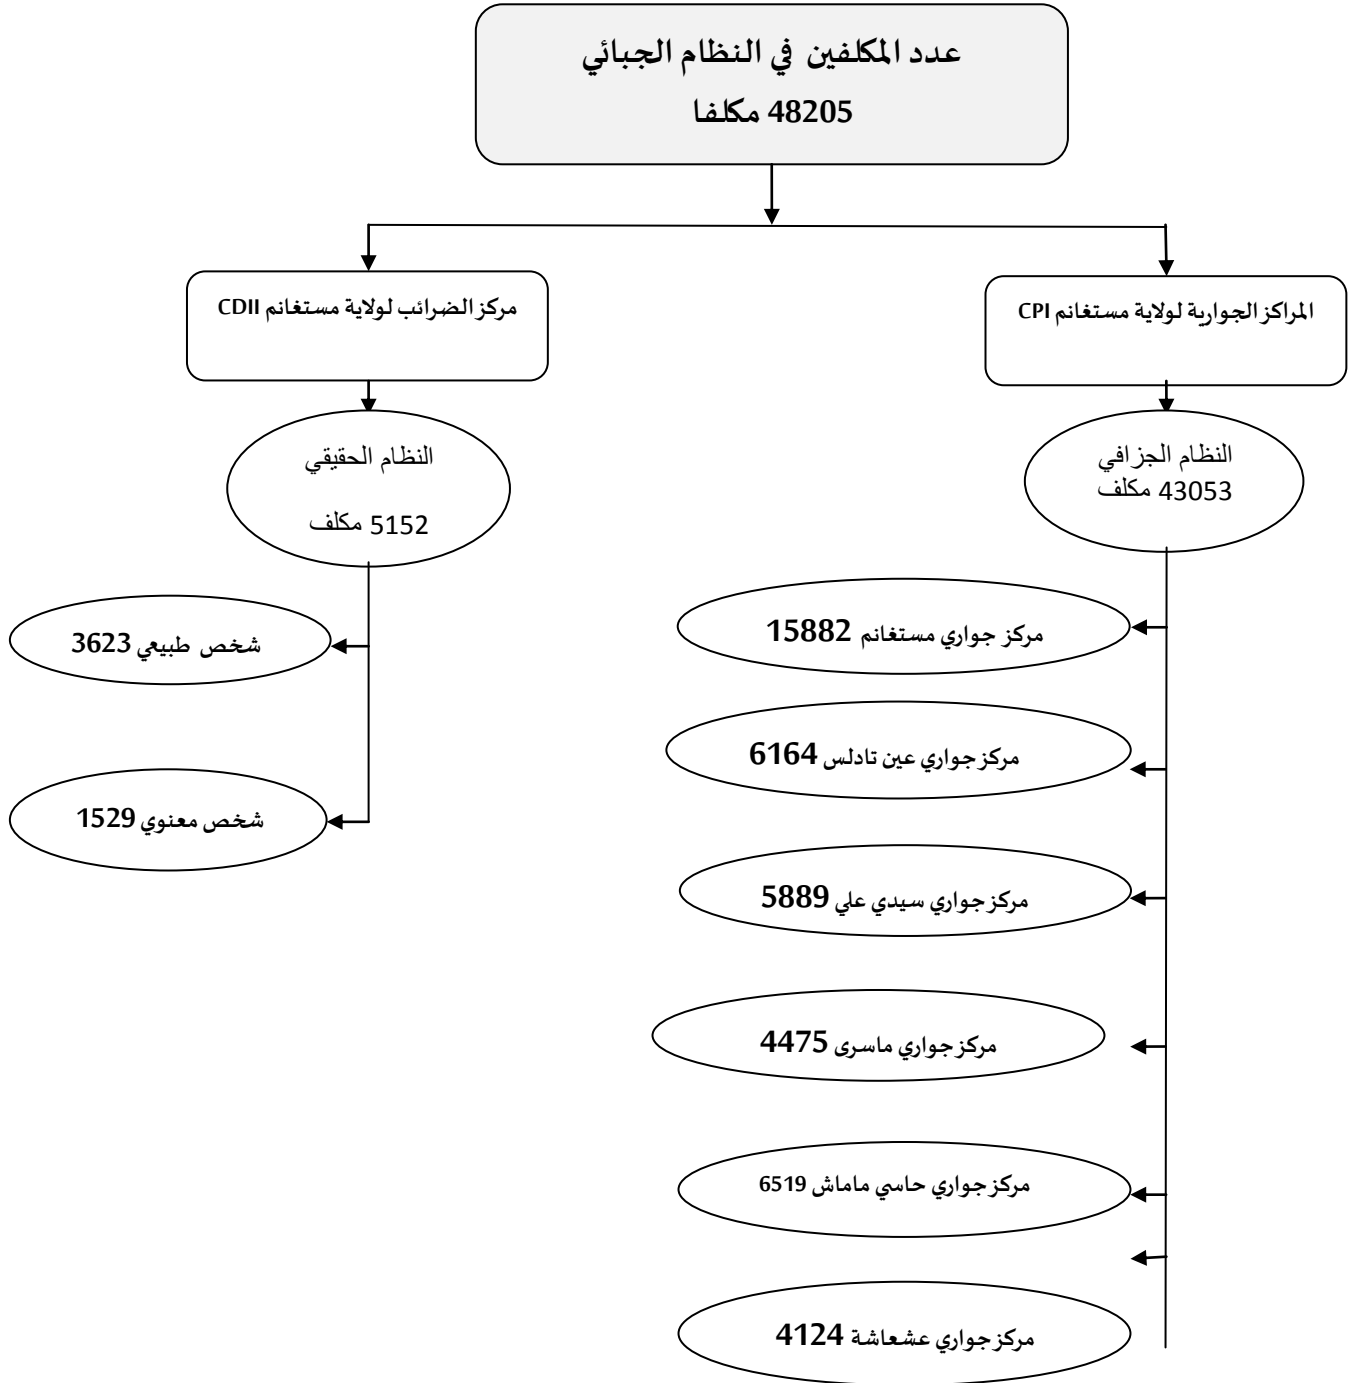 عدد المكلفين في النظام الجبائي
48205 مكلفا
المراكز الجوارية لولاية مستغانم CPI
مركز الضرائب لولاية مستغانم CDII
النظام الجزافي
43053 مكلف
النظام الحقيقي
5152 مكلف
مركز جواري مستغانم 15882
مركز جواري عين تادلس 6164
مركز جواري سيدي علي 5889
مركز جواري ماسرى 4475
مركز جواري حاسي ماماش 6519
مركز جواري عشعاشة 4124
شخص طبيعي 3623
شخص معنوي 1529